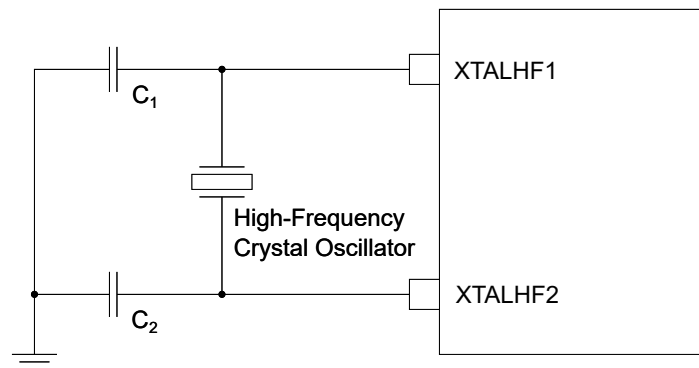 C₁
XTALHF1
High-Frequency
Crystal Oscillator
C₂
XTALHF2